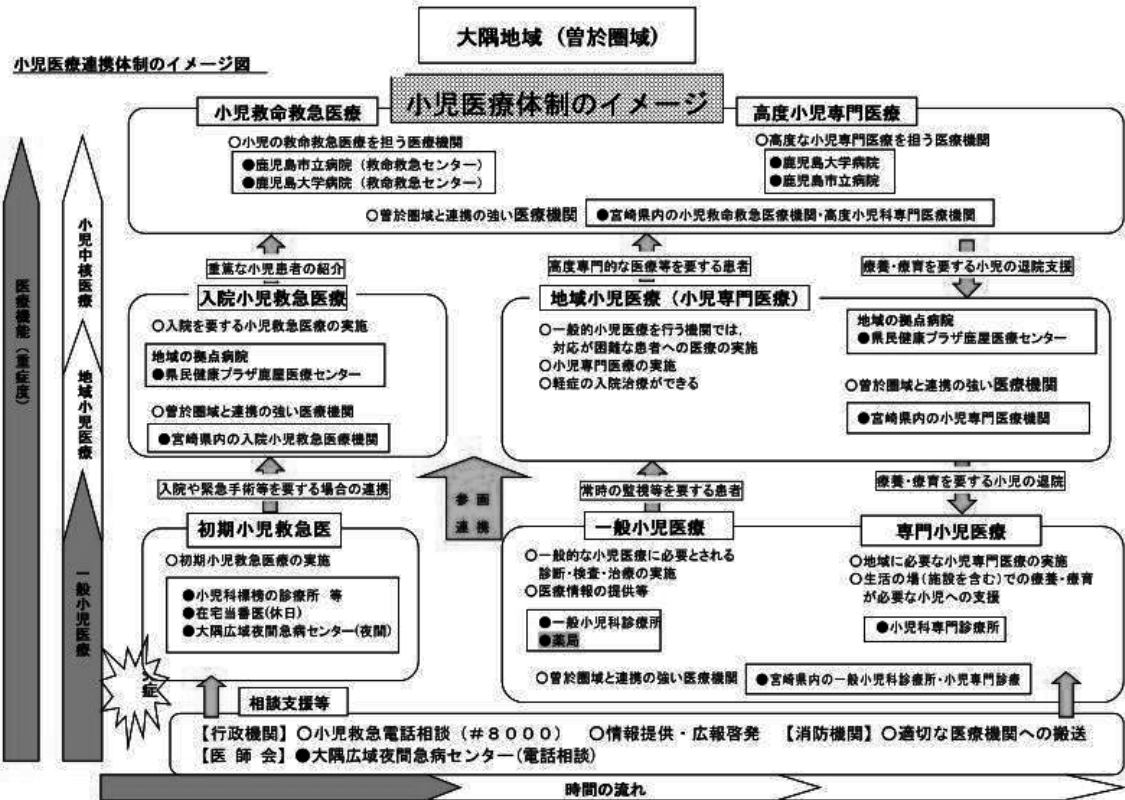 大隅地域（曽於圏域）
小児医療連携体制のイメージ図
小児医療体制のイメージ
小児救命救急医療
○小児の救命救急医療を担う医療機関
●鹿児島市立病院（救命救急センター）
●鹿児島大学病院（救命救急センター）
高度小児専門医療
○高度な小児専門医療を担う医療機関
●鹿児島大学病院
●鹿児島市立病院
○曽於圏域と連携の強い医療機関
●宮崎県内の小児救命救急医療機関・高度小児科専門医療機関
重篤な小児患者の紹介
高度専門的な医療等を要する患者
療養・療育を要する小児の退院支援
医療機能（重症度）
小児中核医療
地域小児医療
一般小児医療
入院小児救急医療
○入院を要する小児救急医療の実施
地域の拠点病院
●県民健康プラザ鹿屋医療センター
○曽於圏域と連携の強い医療機関
●宮崎県内の入院小児救急医療機関
地域小児医療（小児専門医療）
○一般的小児医療を行う機関では、
対応が困難な患者への医療の実施
○小児専門医療の実施
○軽症の入院治療ができる
地域の拠点病院
●県民健康プラザ鹿屋医療センター
○曽於圏域と連携の強い医療機関
●宮崎県内の小児専門医療機関
入院や緊急手術等を要する場合の連携
参画
連携
常時の監視等を要する患者
療養・療育を要する小児の退院
初期小児救急医
○初期小児救急医療の実施
●小児科標榜の診療所 等
●在宅当番医(休日)
●大隅広域夜間急病センター(夜間)
一般小児医療
○一般的な小児医療に必要とされる
診断・検査・治療の実施
○医療情報の提供等
●一般小児科診療所
●薬局
専門小児医療
○地域に必要な小児専門医療の実施
○生活の場(施設を含む)での療養・療育
が必要な小児への支援
●小児科専門診療所
○曽於圏域と連携の強い医療機関
●宮崎県内の一般小児科診療所・小児専門診療
症
相談支援等
【行政機関】○小児救急電話相談（＃８０００） ○情報提供・広報啓発 【消防機関】○適切な医療機関への搬送
【医 師 会】●大隅広域夜間急病センター(電話相談)
時間の流れ